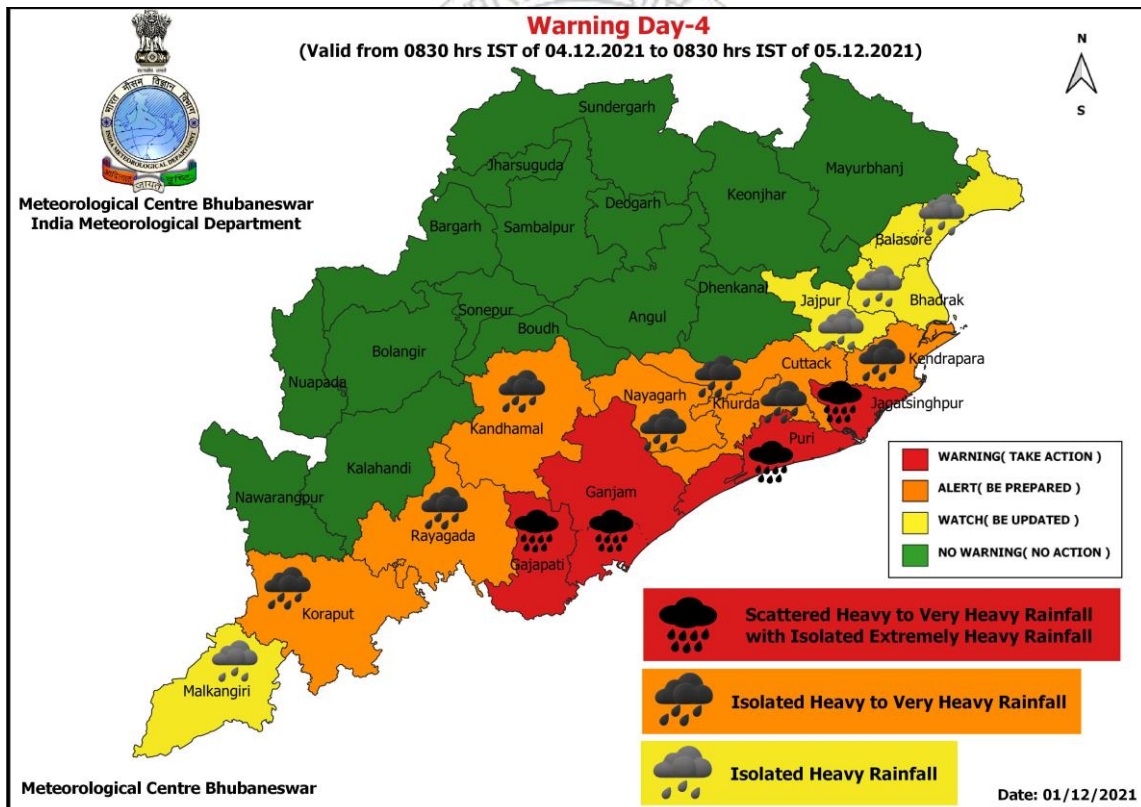 Warning Day-4
(Valid from 0830 hrs IST of 04.12.2021 to 0830 hrs IST of 05.12.2021)
N
S
भारत मौसम विज्ञान विभाग
INDIA METEOROLOGICAL DEPARTMENT
Meteorological Centre Bhubaneswar
India Meteorological Department
Sundergarh
Jharsuguda
Mayurbhanj
Keonjhar
Deogarh
Bargarh
Sambalpur
Balasore
Dhenkanal
Jajpur
Bhadrak
Sonepur
Angul
Boudh
Bolangir
Cuttack
Kendrapara
Nuapada
Nayagarh
Khurda
Jagatsinghpur
Kandhamal
Puri
Kalahandi
Nawarangpur
Ganjam
Rayagada
Gajapati
Koraput
Malkangiri
WARNING( TAKE ACTION )
ALERT( BE PREPARED )
WATCH( BE UPDATED )
NO WARNING( NO ACTION )
Scattered Heavy to Very Heavy Rainfall
with Isolated Extremely Heavy Rainfall
Isolated Heavy to Very Heavy Rainfall
Isolated Heavy Rainfall
Meteorological Centre Bhubaneswar
Date: 01/12/2021